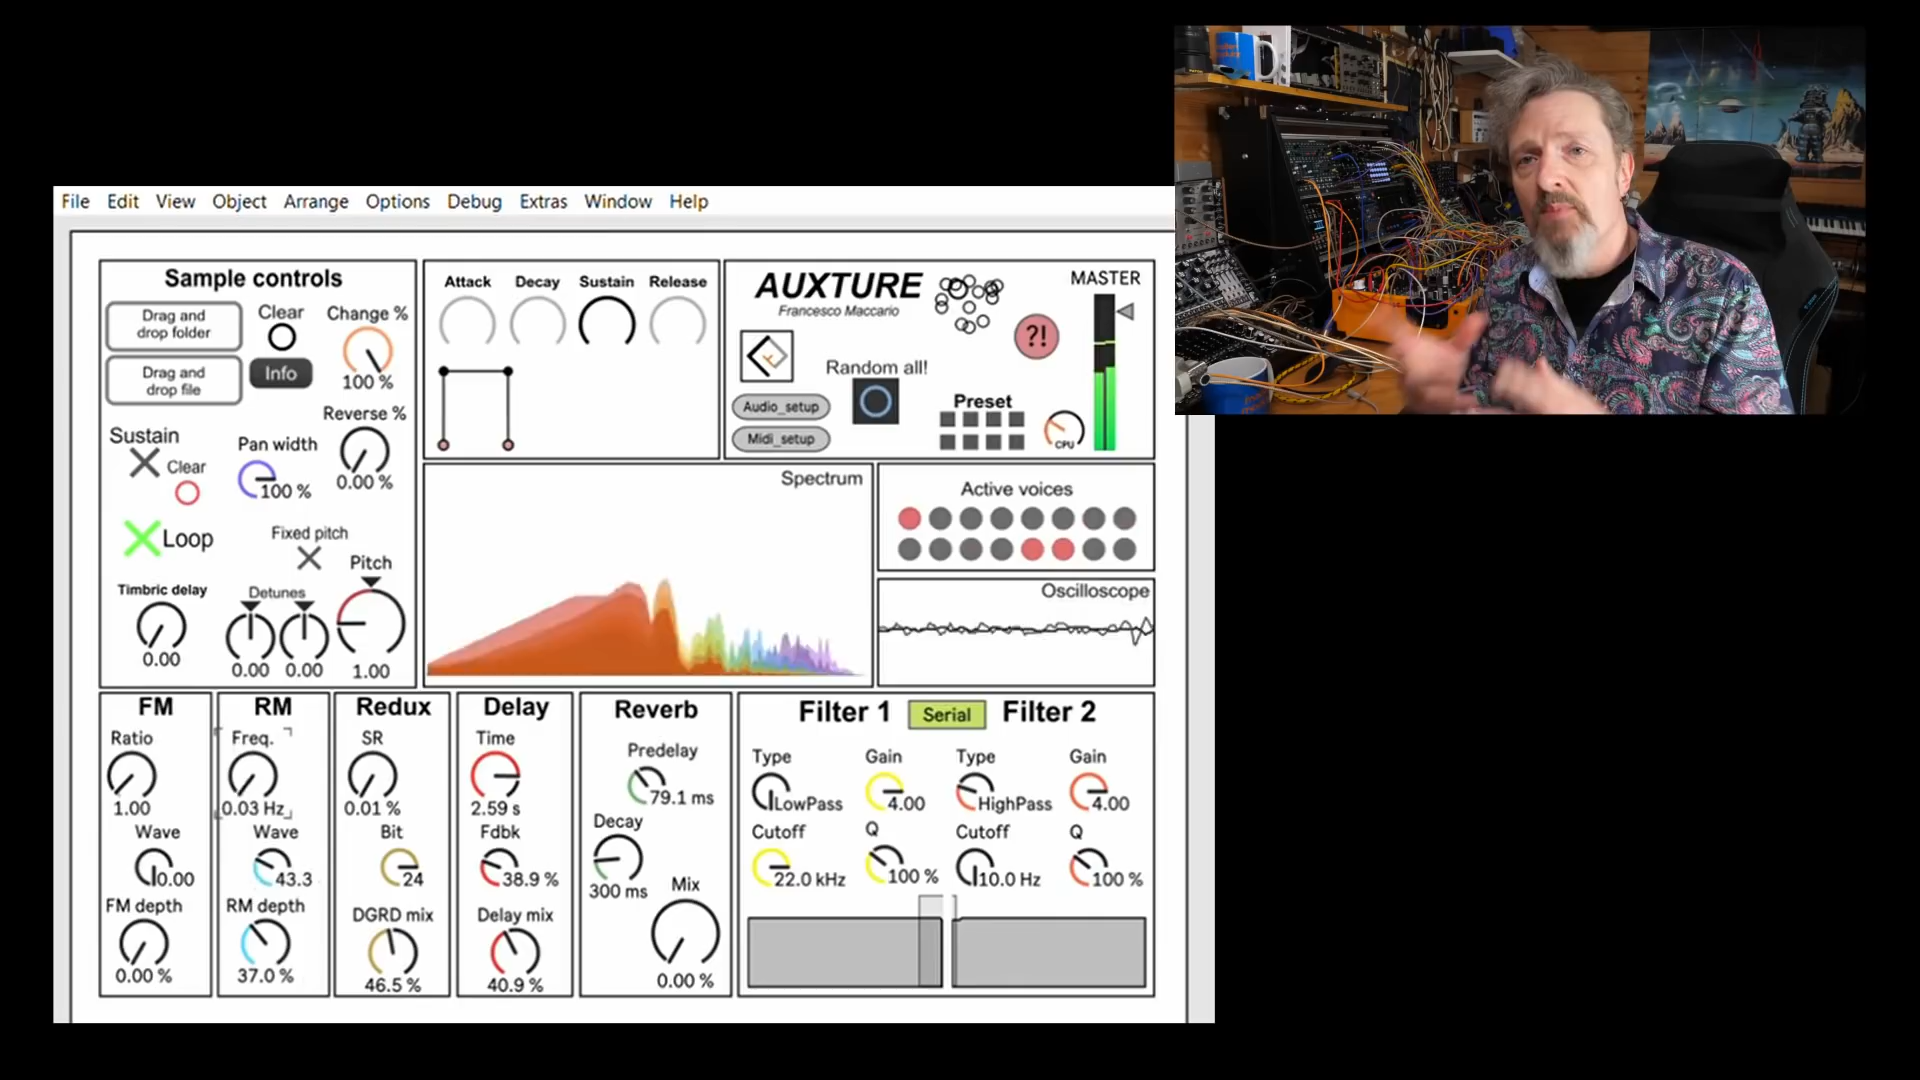 File Edit View Object Arrange Options Debug Extras Window Help
Sample controls
Drag and
drop folder
Clear
Change %
Drag and
drop file
Info
100 %
Reverse %
Sustain
Clear
Pan width
100 %
0.00 %
Loop
Fixed pitch
Pitch
Timbric delay
Detunes
0.00
0.00
0.00
1.00
Attack Decay Sustain Release
AUXTURE
Francesco Maccario
?!
MASTER
Random all!
Audio_setup
Midi_setup
Preset
CPU
Spectrum
Active voices
Oscilloscope
FM
Ratio
1.00
Wave
0.00
FM depth
0.00 %
RM
Freq.
0.03 Hz
Wave
43.3
RM depth
37.0 %
Redux
SR
0.01 %
Bit
24
DGRD mix
46.5 %
Delay
Time
2.59 s
Fdbk
38.9 %
Delay mix
40.9 %
Reverb
Predelay
79.1 ms
Decay
300 ms
Mix
0.00 %
Filter 1 Serial Filter 2
Type
LowPass
Gain
4.00
Type
HighPass
Gain
4.00
Cutoff
22.0 kHz
Q
100 %
Cutoff
10.0 Hz
Q
100 %